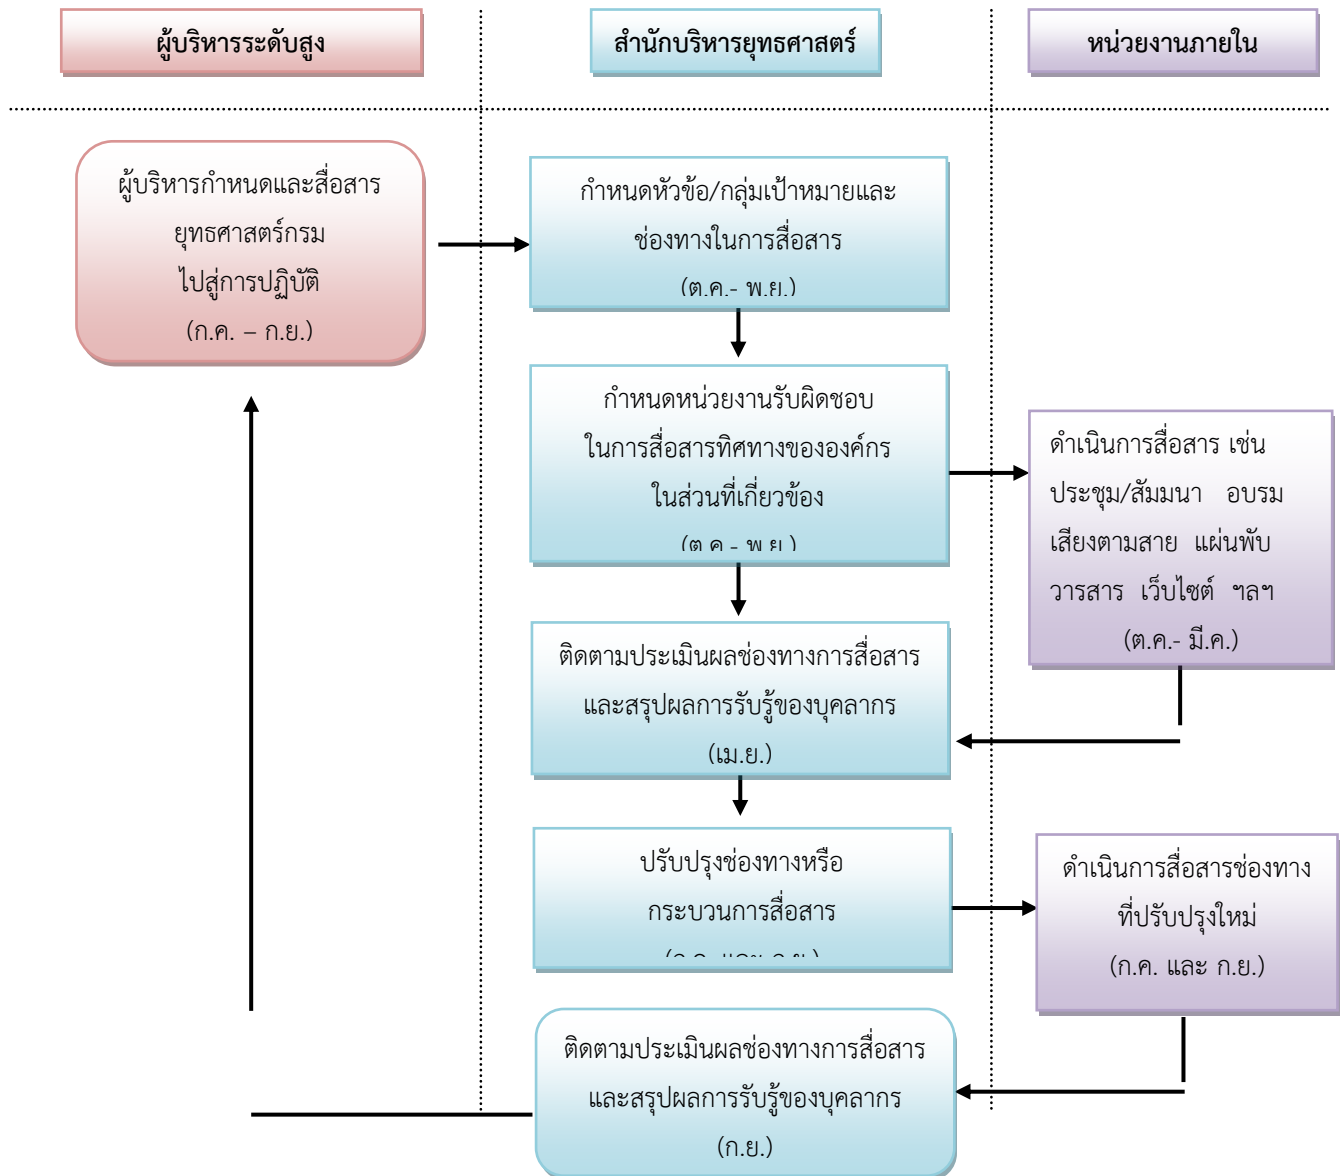 ผู้บริหารระดับสูง
สำนักบริหารยุทธศาสตร์
หน่วยงานภายใน
ผู้บริหารกำหนดและสื่อสาร
ยุทธศาสตร์กรม
ไปสู่การปฏิบัติ
(ก.ค. – ก.ย.)
กำหนดหัวข้อ/กลุ่มเป้าหมายและ
ช่องทางในการสื่อสาร
(ต.ค.- พ.ย.)
กำหนดหน่วยงานรับผิดชอบ
ในการสื่อสารทิศทางขององค์กร
ในส่วนที่เกี่ยวข้อง
(ต.ค.- พ.ย.)
ดำเนินการสื่อสาร เช่น
ประชุม/สัมมนา อบรม
เสียงตามสาย แผ่นพับ
วารสาร เว็บไซต์ ฯลฯ
(ต.ค.- มี.ค.)
ติดตามประเมินผลช่องทางการสื่อสาร
และสรุปผลการรับรู้ของบุคลากร
(เม.ย.)
ปรับปรุงช่องทางหรือ
กระบวนการสื่อสาร
(ก.ค. และ ก.ย.)
ดำเนินการสื่อสารช่องทาง
ที่ปรับปรุงใหม่
(ก.ค. และ ก.ย.)
ติดตามประเมินผลช่องทางการสื่อสาร
และสรุปผลการรับรู้ของบุคลากร
(ก.ย.)